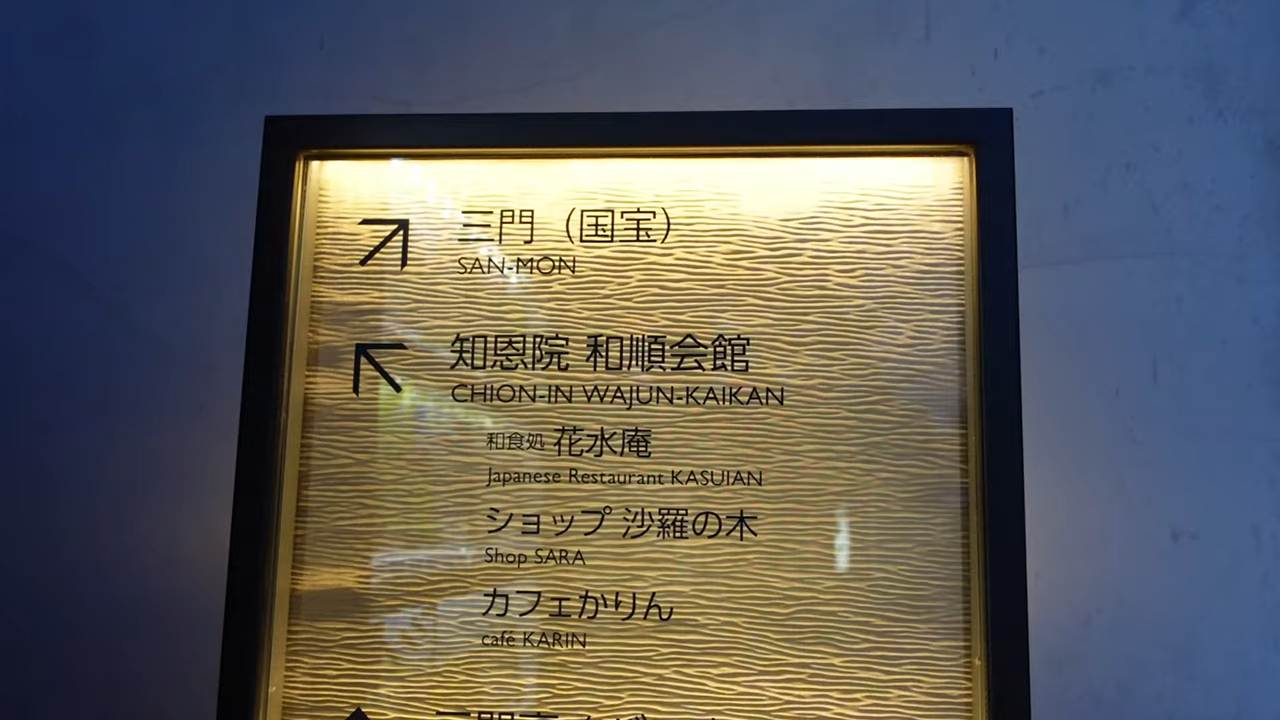 三門（国宝）
SAN-MON
知恩院 和順会館
CHION-IN WAJUN-KAIKAN
和食処 花水庵
Japanese Restaurant KASUIAN
ショップ 沙羅の木
Shop SARA
カフェかりん
café KARIN